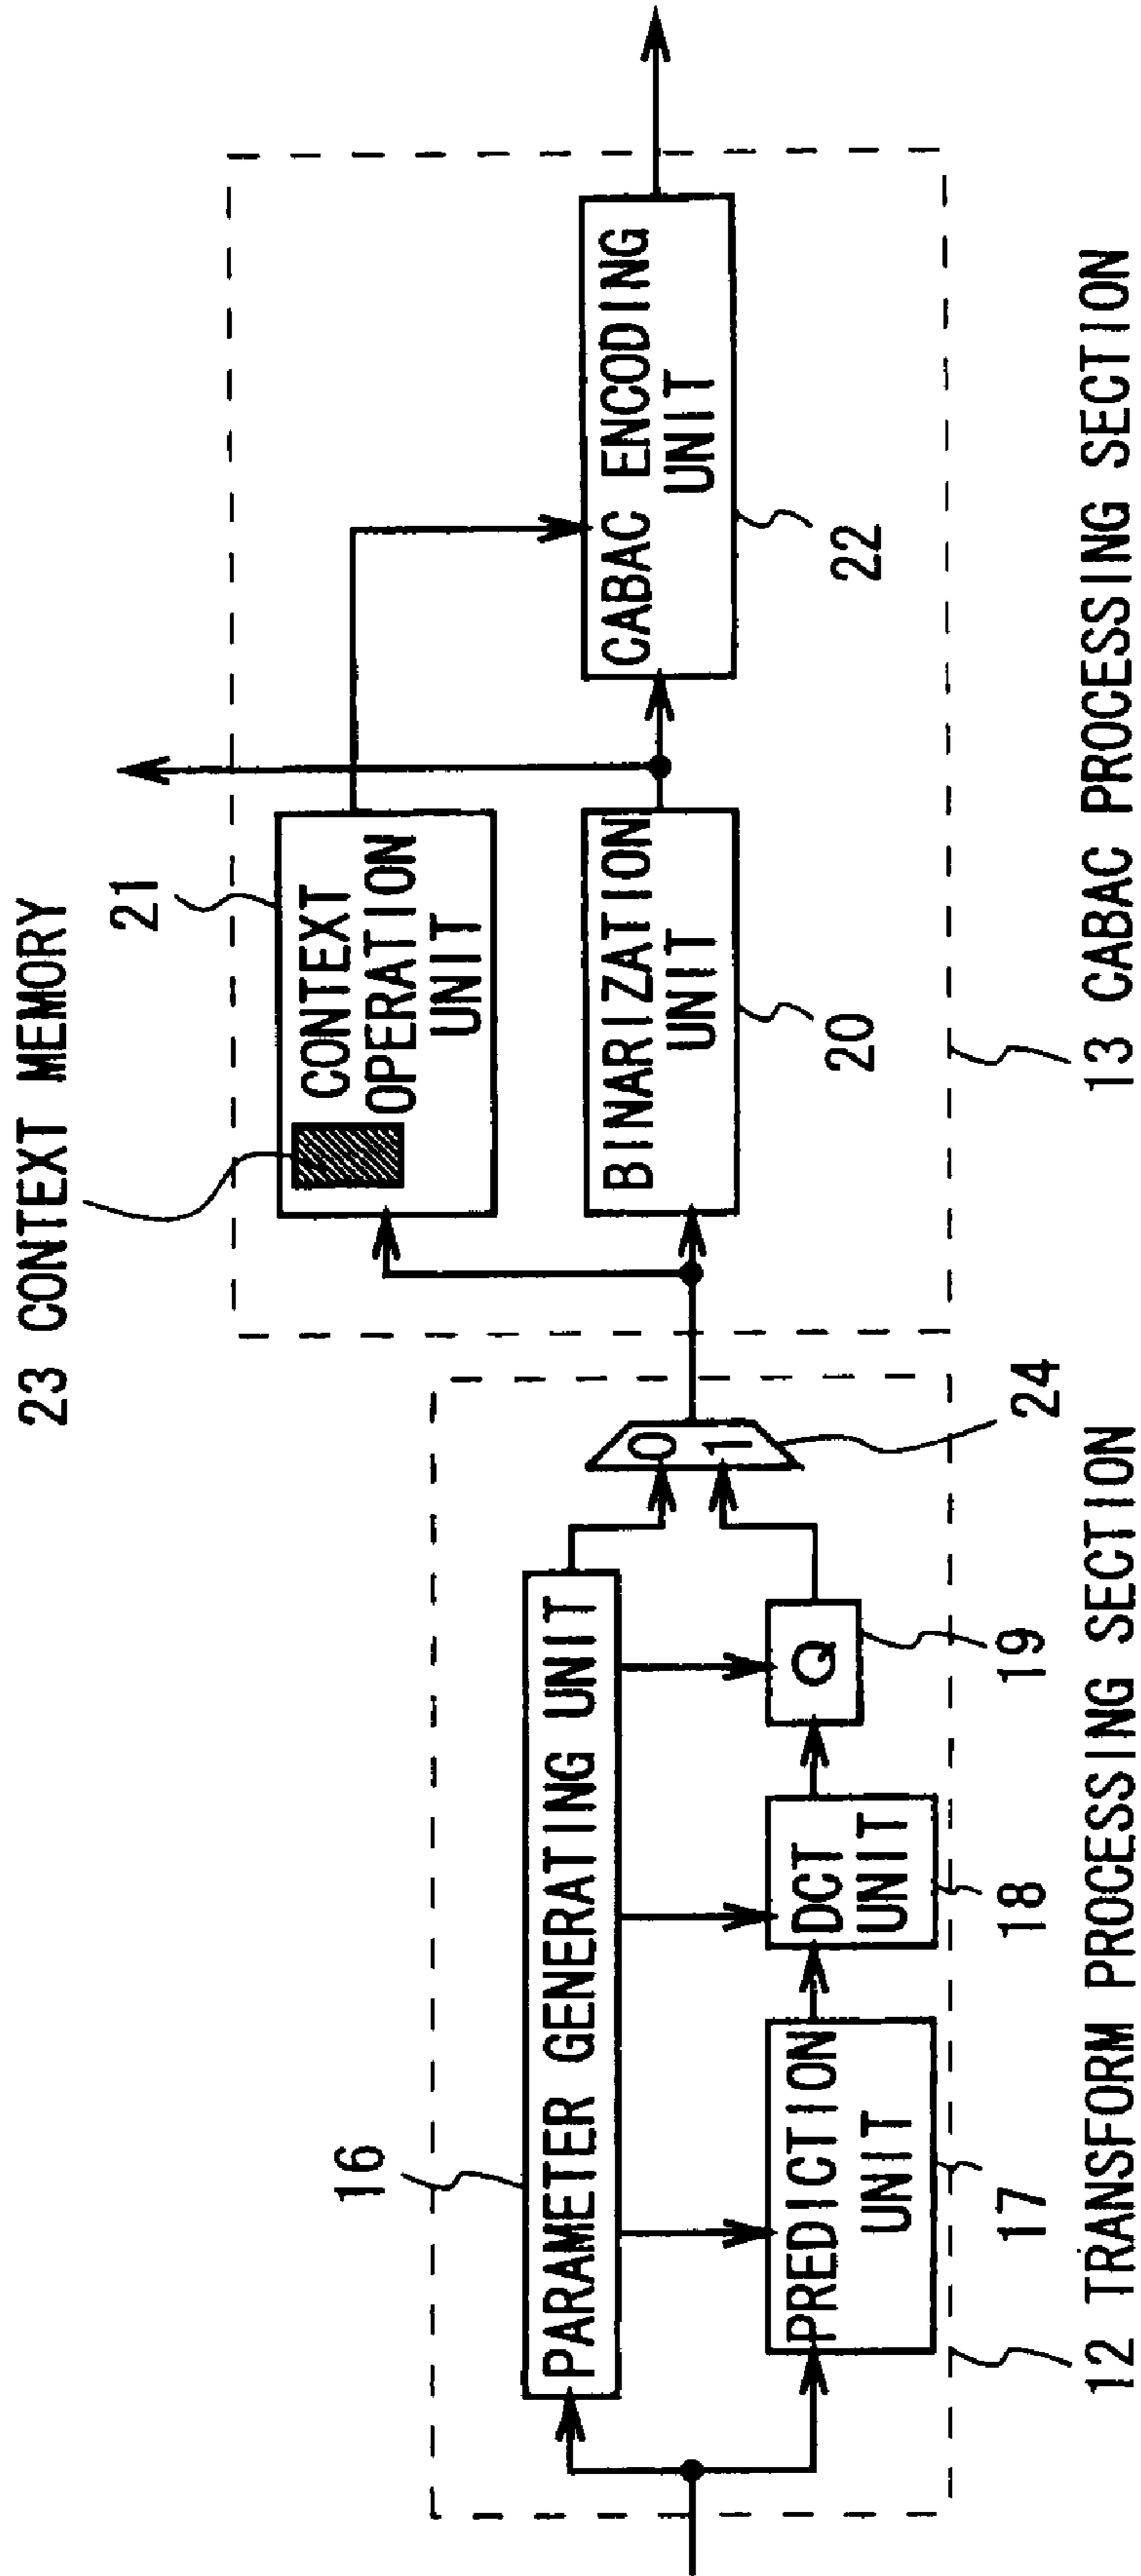 23 CONTEXT MEMORY
21
CONTEXT
OPERATION
UNIT
16
PARAMETER GENERATING UNIT
0
1
24
BINARIZATION
UNIT
20
CABAC ENCODING
UNIT
22
PREDICTION
UNIT
17
DCT
UNIT
18
Q
19
12 TRANSFORM PROCESSING SECTION
13 CABAC PROCESSING SECTION